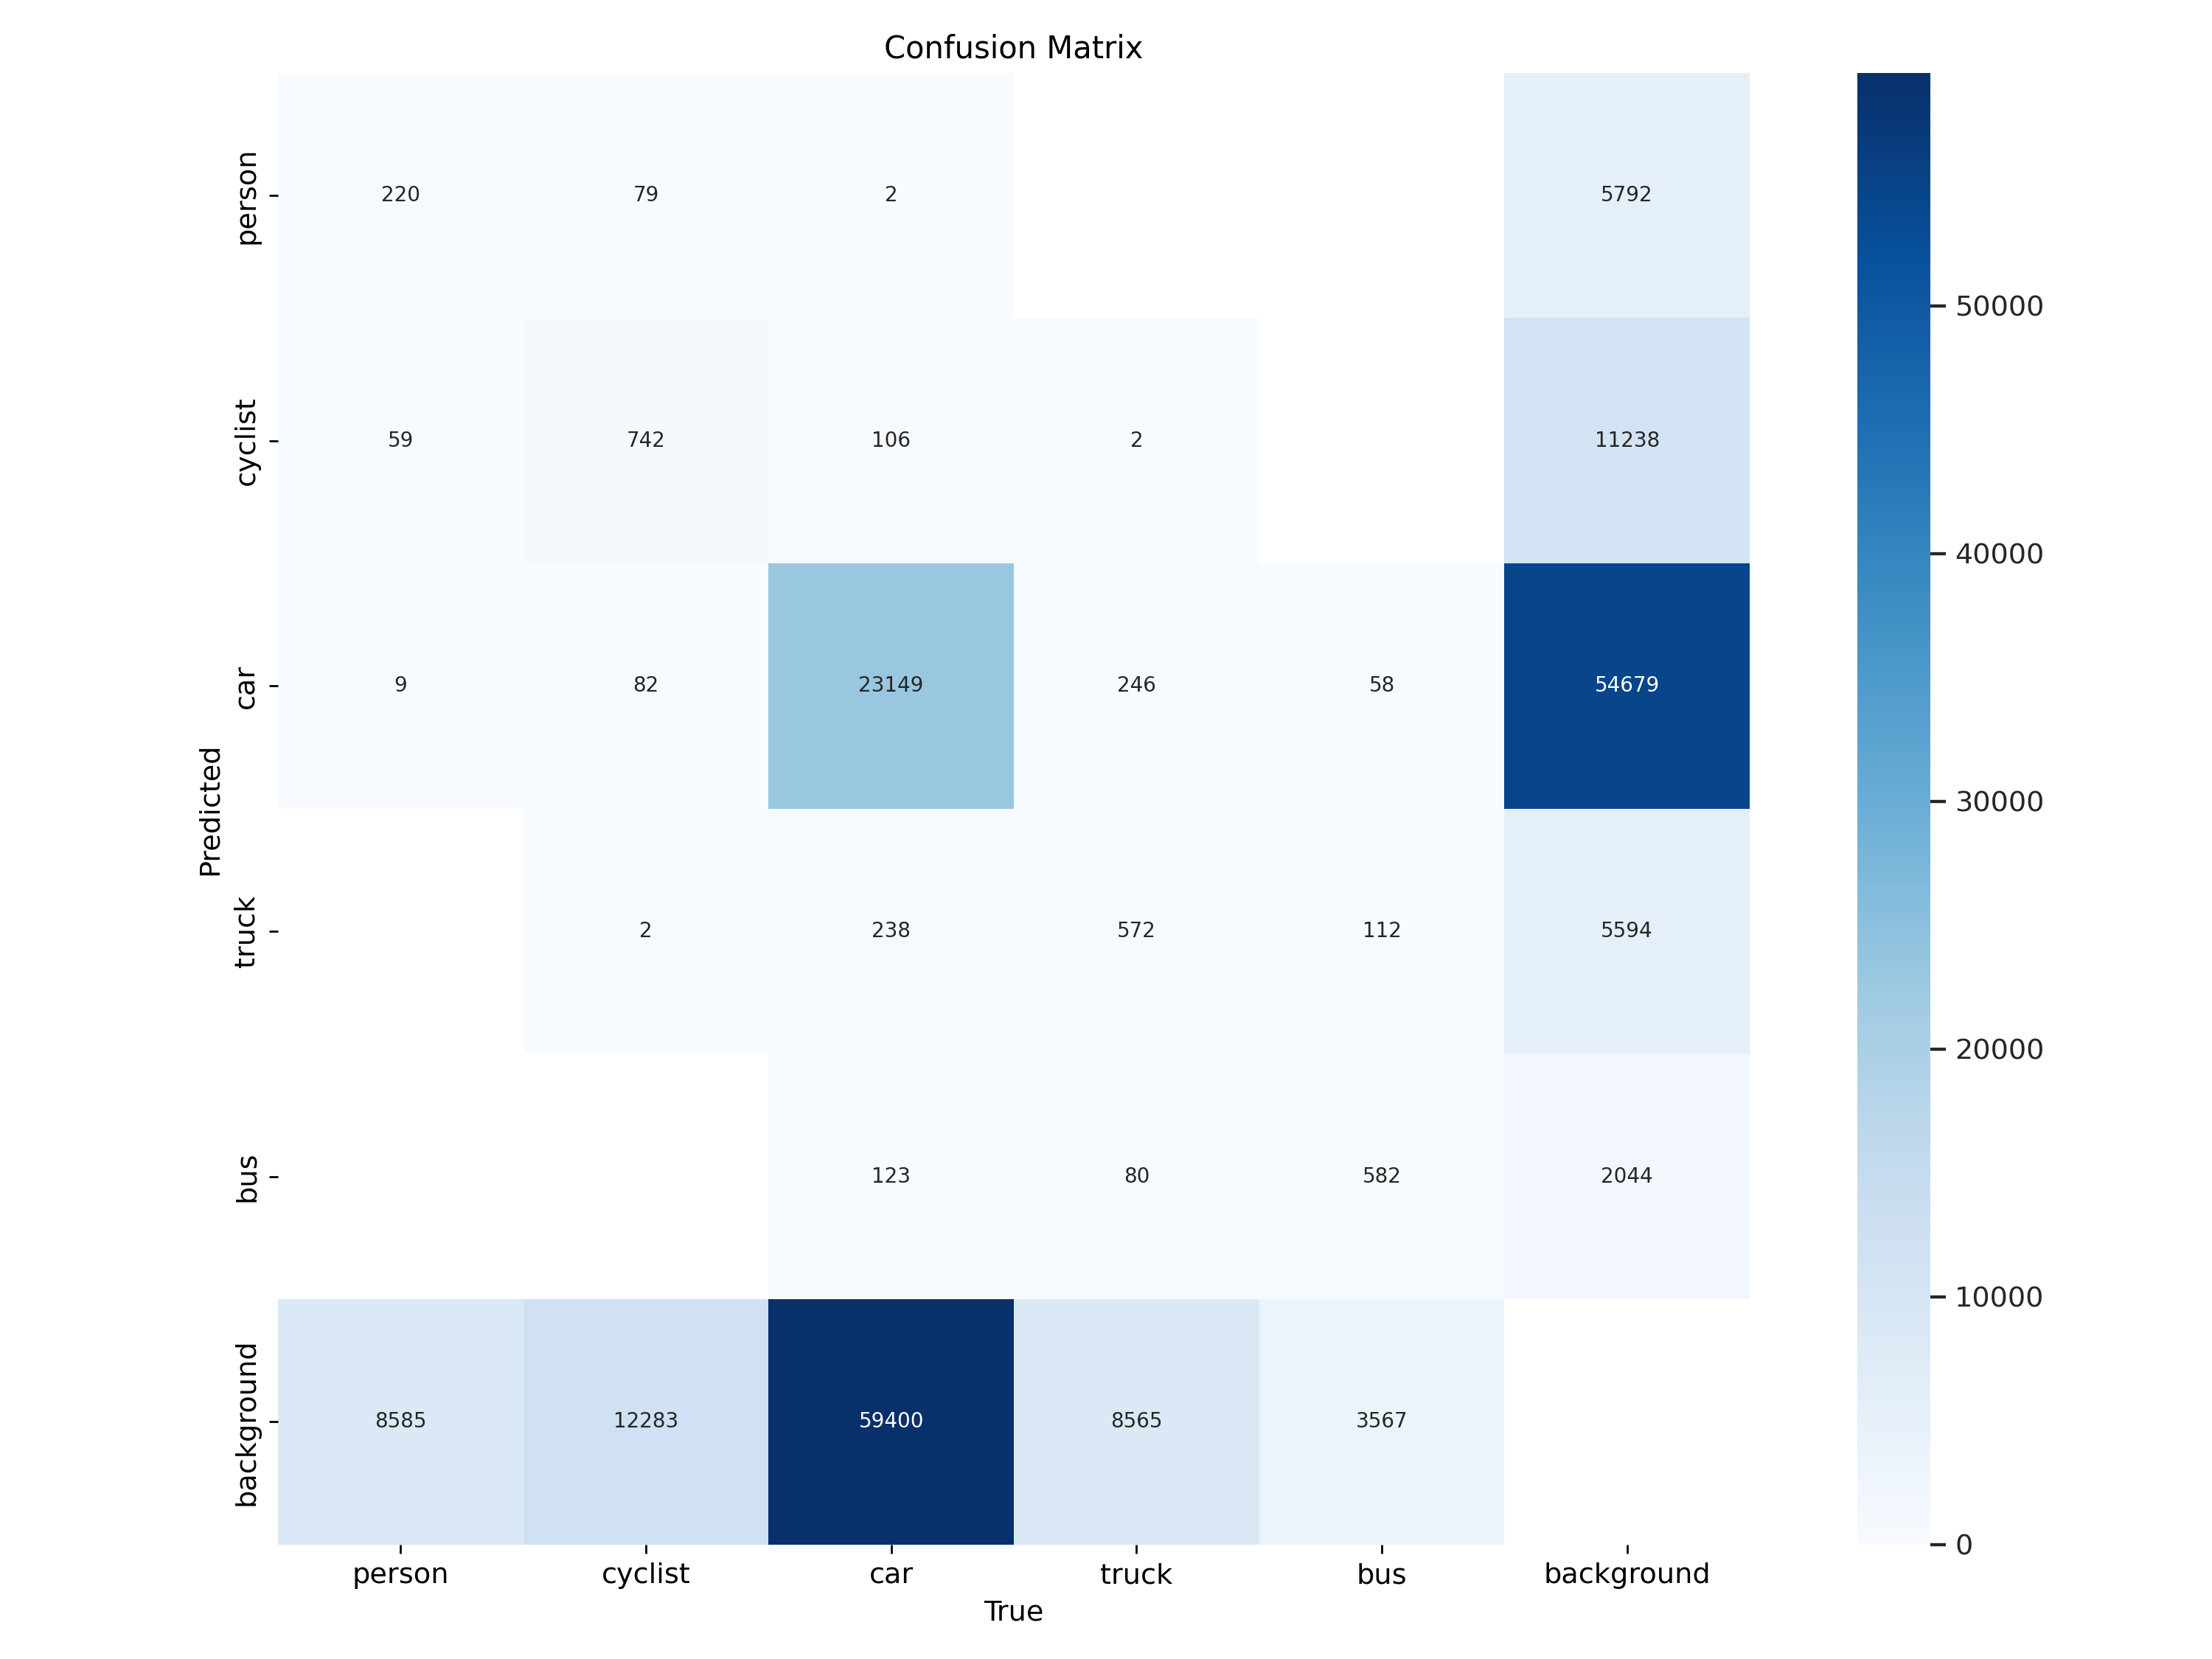 Confusion Matrix
person 220 79 2 5792
cyclist 59 742 106 2 11238
car 9 82 23149 246 58 54679
truck 2 238 572 112 5594
bus 123 80 582 2044
background 8585 12283 59400 8565 3567
person cyclist car truck bus background
True
Predicted
50000
40000
30000
20000
10000
0